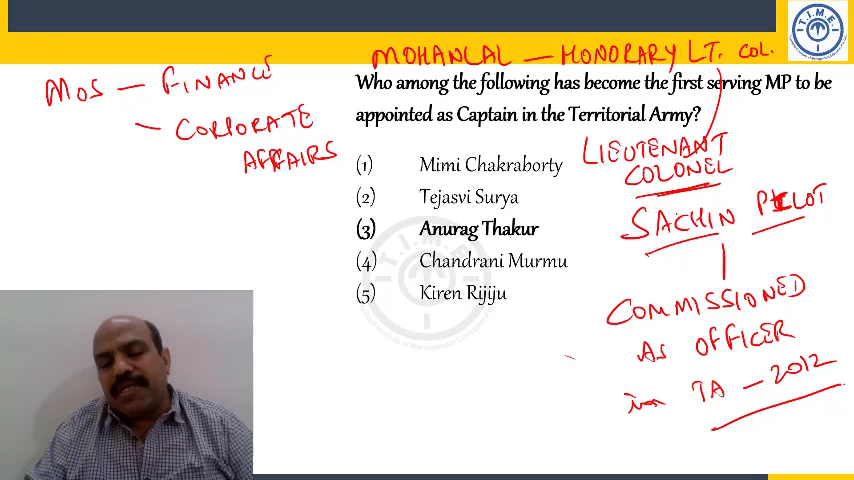 T.I.M.E.
MOHANLAL — HONORARY LT. COL.
MOS — FINANCE
— CORPORATE
AFFAIRS
Who among the following has become the first serving MP to be
appointed as Captain in the Territorial Army?
(1) Mimi Chakraborty
(2) Tejasvi Surya
(3) Anurag Thakur
(4) Chandrani Murmu
(5) Kiren Rijiju
LIEUTENANT
COLONEL
SACHIN PILOT
COMMISSIONED
AS OFFICER
in TA — 2012
T.I.M.E.